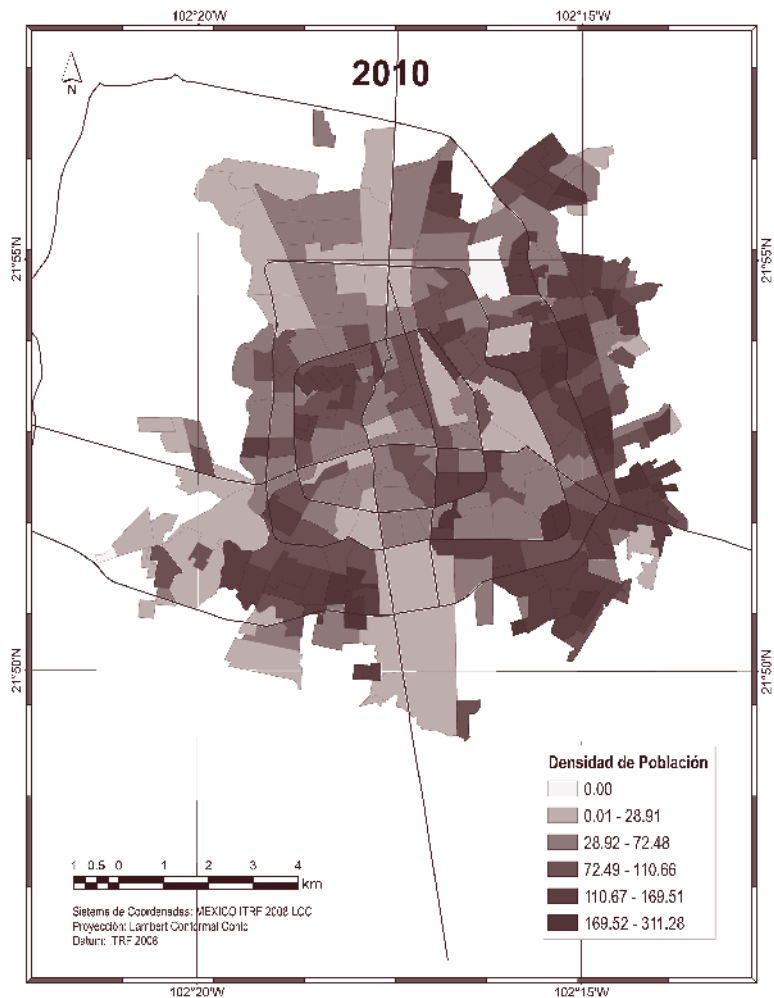 102°20'W
102°15'W
2010
N
21°55'N
21°55'N
21°50'N
21°50'N
Densidad de Población
0.00
0.01 - 28.91
28.92 - 72.48
72.49 - 110.66
110.67 - 169.51
169.52 - 311.28
1 0.5 0 1 2 3 4
km
Sistema de Coordenadas: MEXICO ITRF 2008 LCC
Proyección: Lambert Conformal Conic
Datum: ITRF 2008
102°20'W
102°15'W